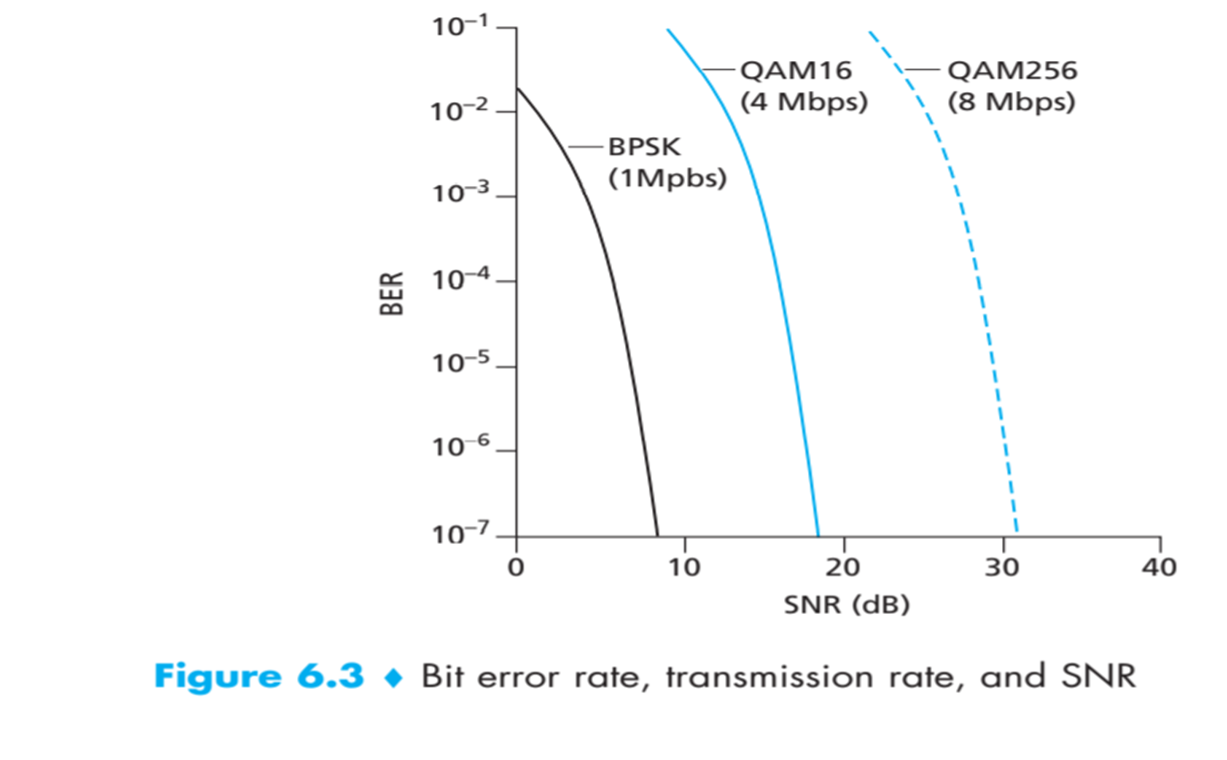 10–1
QAM16
(4 Mbps)
QAM256
(8 Mbps)
10–2
BPSK
(1Mpbs)
10–3
10–4
BER
10–5
10–6
10–7
0
10
20
30
40
SNR (dB)
Figure 6.3 ♦ Bit error rate, transmission rate, and SNR